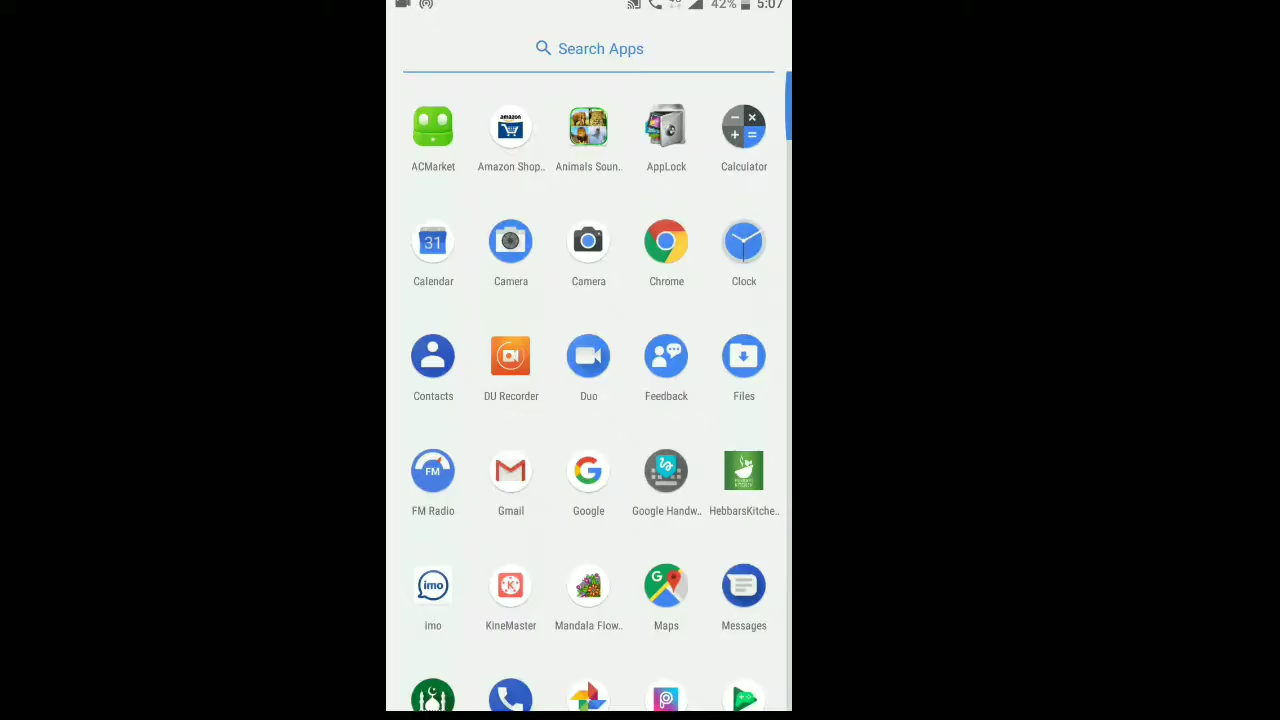 42% 5:07
Search Apps
amazon
ACMarket Amazon Shop.. Animals Soun.. AppLock Calculator
31
Calendar Camera Camera Chrome Clock
Contacts DU Recorder Duo Feedback Files
FM
FM Radio Gmail Google Google Handw.. HebbarsKitche..
imo K G
imo KineMaster Mandala Flow.. Maps Messages